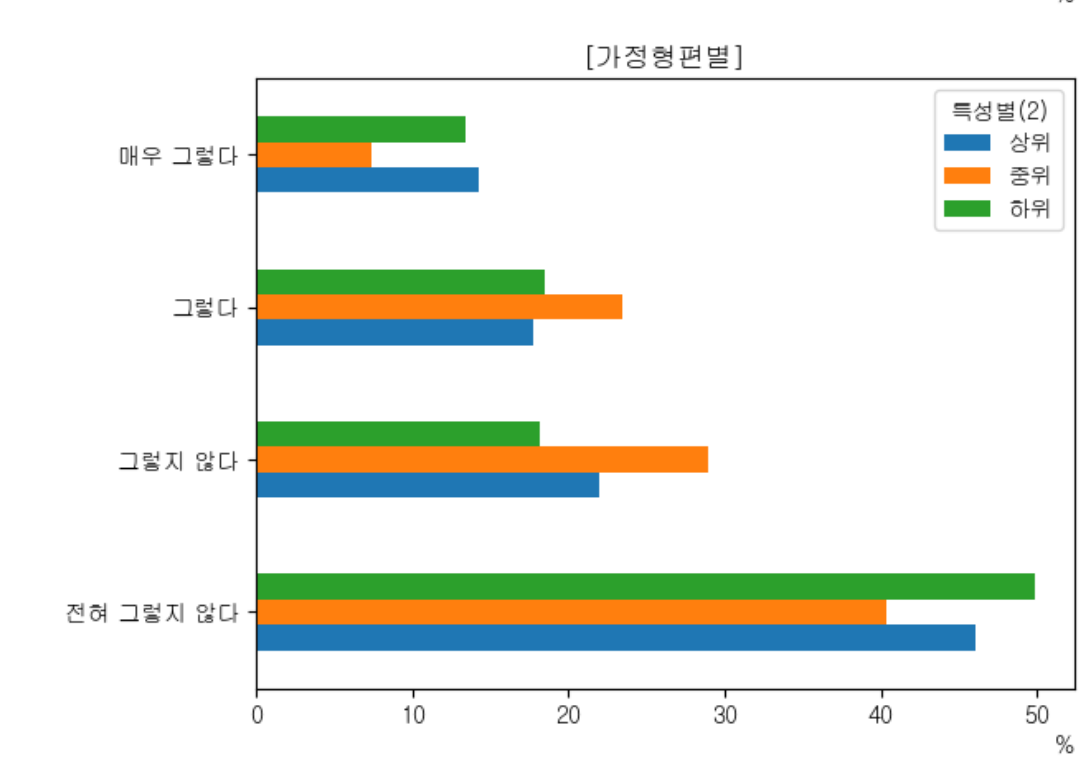 %
[가정형편별]
특성별(2)
상위
중위
하위
매우 그렇다
그렇다
그렇지 않다
전혀 그렇지 않다
0 10 20 30 40 50
%